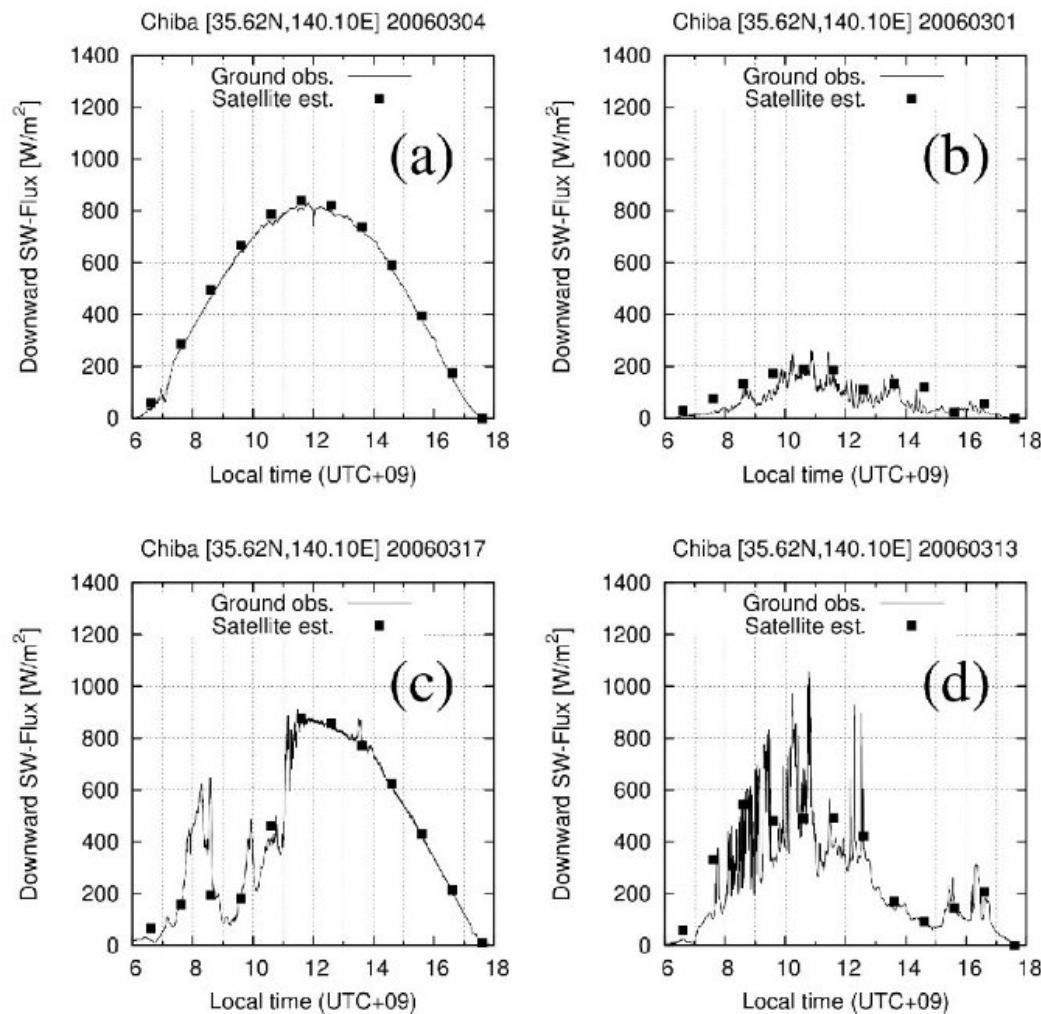 Chiba [35.62N,140.10E] 20060304
Downward SW-Flux [W/m²]
1400
1200
1000
800
600
400
200
0
Ground obs.
Satellite est.
(a)
6 8 10 12 14 16 18
Local time (UTC+09)
Chiba [35.62N,140.10E] 20060301
Downward SW-Flux [W/m²]
1400
1200
1000
800
600
400
200
0
Ground obs.
Satellite est.
(b)
6 8 10 12 14 16 18
Local time (UTC+09)
Chiba [35.62N,140.10E] 20060317
Downward SW-Flux [W/m²]
1400
1200
1000
800
600
400
200
0
Ground obs.
Satellite est.
(c)
6 8 10 12 14 16 18
Local time (UTC+09)
Chiba [35.62N,140.10E] 20060313
Downward SW-Flux [W/m²]
1400
1200
1000
800
600
400
200
0
Ground obs.
Satellite est.
(d)
6 8 10 12 14 16 18
Local time (UTC+09)